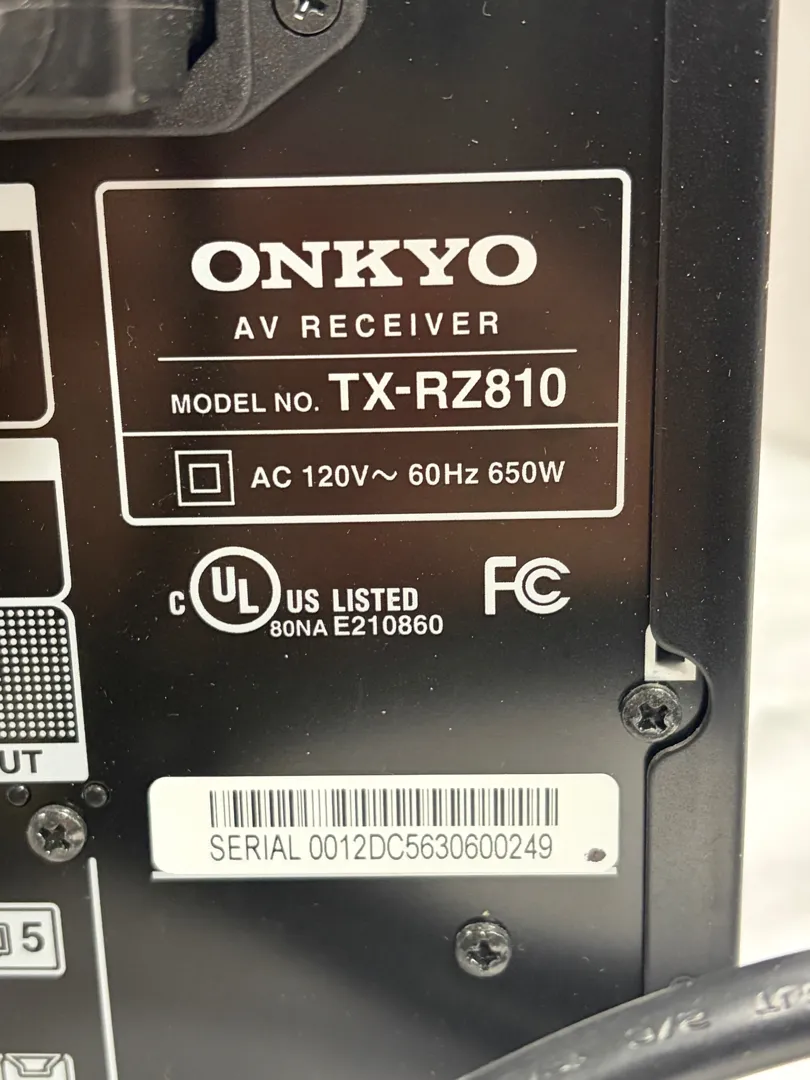 ONKYO
AV RECEIVER
MODEL NO. TX-RZ810
AC 120V~ 60Hz 650W
C UL US LISTED
80NA E210860
FC
UT
SERIAL 0012DC5630600249
5